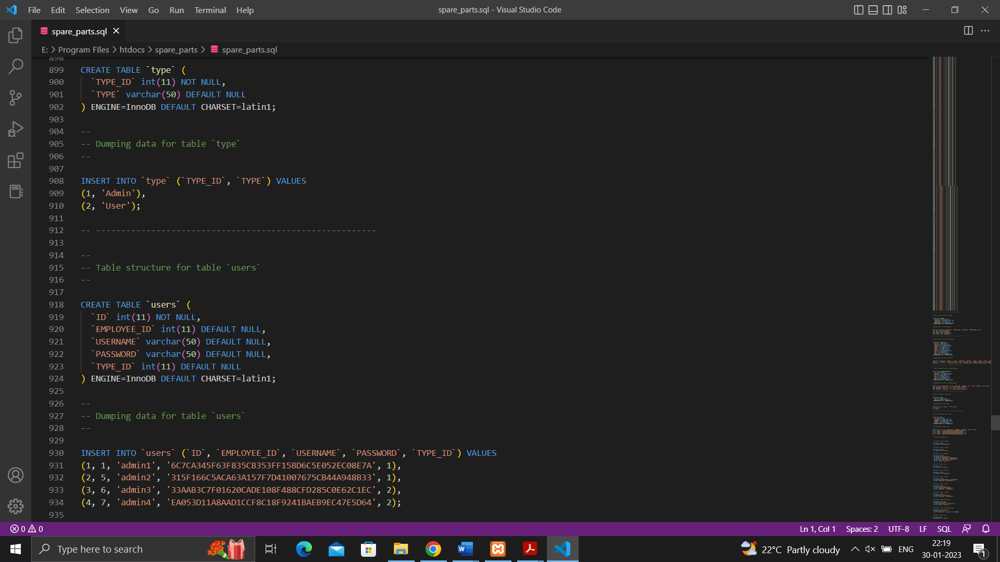 File Edit Selection View Go Run Terminal Help
spare_parts.sql - Visual Studio Code
spare_parts.sql
E: > Program FIles > htdocs > spare_parts > spare_parts.sql
898
899 CREATE TABLE `type` (
900 `TYPE_ID` int(11) NOT NULL,
901 `TYPE` varchar(50) DEFAULT NULL
902 ) ENGINE=InnoDB DEFAULT CHARSET=latin1;
903
904 --
905 -- Dumping data for table `type`
906 --
907
908 INSERT INTO `type` (`TYPE_ID`, `TYPE`) VALUES
909 (1, 'Admin'),
910 (2, 'User');
911
912 -- --------------------------------------------------------
913
914 --
915 -- Table structure for table `users`
916 --
917
918 CREATE TABLE `users` (
919 `ID` int(11) NOT NULL,
920 `EMPLOYEE_ID` int(11) DEFAULT NULL,
921 `USERNAME` varchar(50) DEFAULT NULL,
922 `PASSWORD` varchar(50) DEFAULT NULL,
923 `TYPE_ID` int(11) DEFAULT NULL
924 ) ENGINE=InnoDB DEFAULT CHARSET=latin1;
925
926 --
927 -- Dumping data for table `users`
928 --
929
930 INSERT INTO `users` (`ID`, `EMPLOYEE_ID`, `USERNAME`, `PASSWORD`, `TYPE_ID`) VALUES
931 (1, 1, 'admin1', '6C7CA345F63F835CB353FF15BD6C5E052EC08E7A', 1),
932 (2, 5, 'admin2', '315F166C5ACA63A157F7D41007675CB44A948B33', 1),
933 (3, 6, 'admin3', '33AAB3C7F01620CADE108F488CFD285C0E62C1EC', 2),
934 (4, 7, 'admin4', 'EA053D11A8AAD1CCF8C18F9241BAEB9EC47E5D64', 2);
935
0 0
Ln 1, Col 1 Spaces: 2 UTF-8 LF SQL
Type here to search
22°C Partly cloudy
ENG
22:19
30-01-2023
1